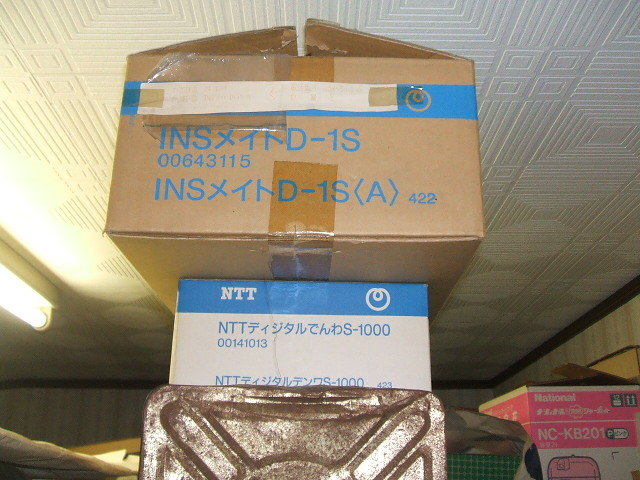 INSメイトD-1S
00643115
INSメイトD-1S〈A〉 422
NTT
NTTディジタルでんわS-1000
00141013
NTTディジタルデンワS-1000 423
National
NC-KB201P